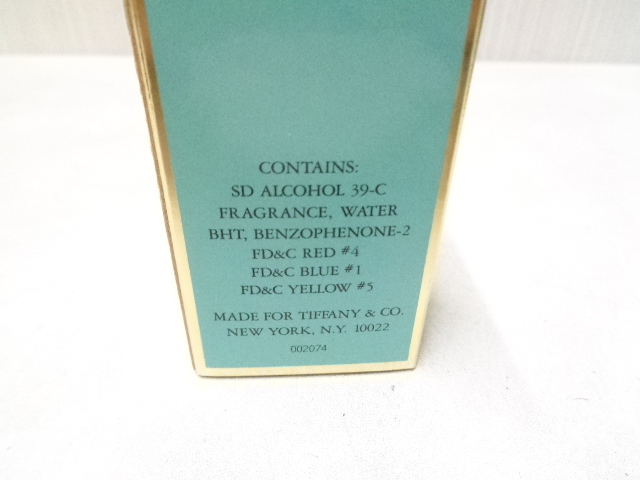 CONTAINS:
SD ALCOHOL 39-C
FRAGRANCE, WATER
BHT, BENZOPHENONE-2
FD&C RED #4
FD&C BLUE #1
FD&C YELLOW #5
MADE FOR TIFFANY & CO.
NEW YORK, N.Y. 10022
002074